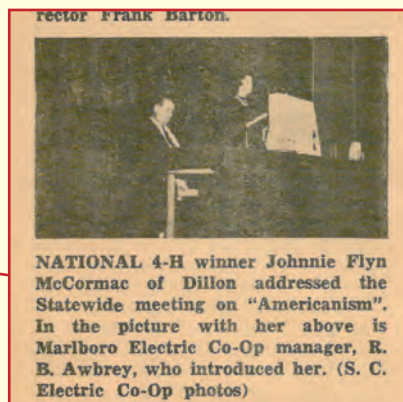 rector Frank Barton.
NATIONAL 4-H winner Johnnie Flyn
McCormac of Dillon addressed the
Statewide meeting on "Americanism".
In the picture with her above is
Marlboro Electric Co-Op manager, R.
B. Awbrey, who introduced her. (S. C.
Electric Co-Op photos)